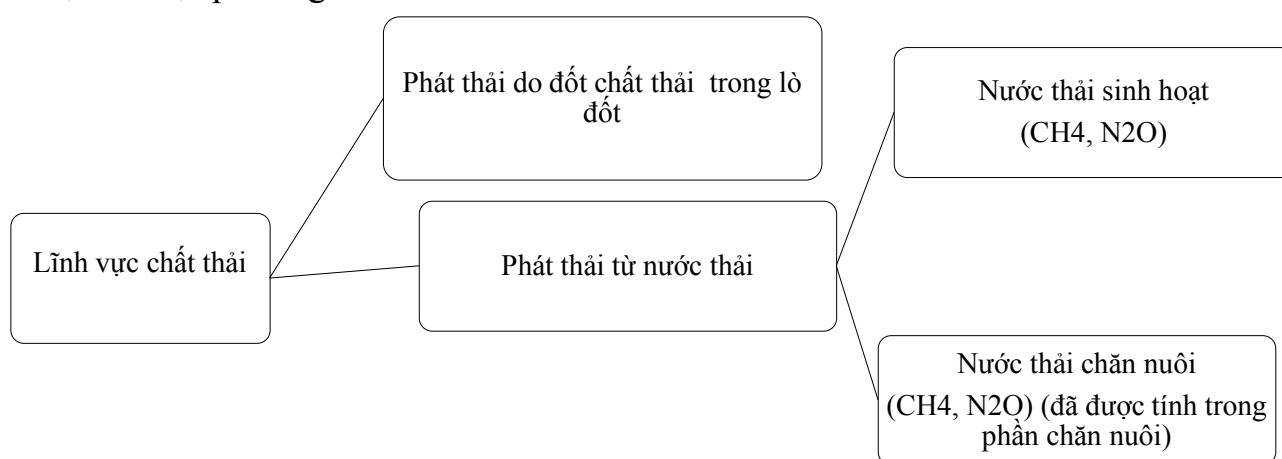 Lĩnh vực chất thải
Phát thải do đốt chất thải trong lò
đốt
Phát thải từ nước thải
Nước thải sinh hoạt
(CH4, N2O)
Nước thải chăn nuôi
(CH4, N2O) (đã được tính trong
phần chăn nuôi)